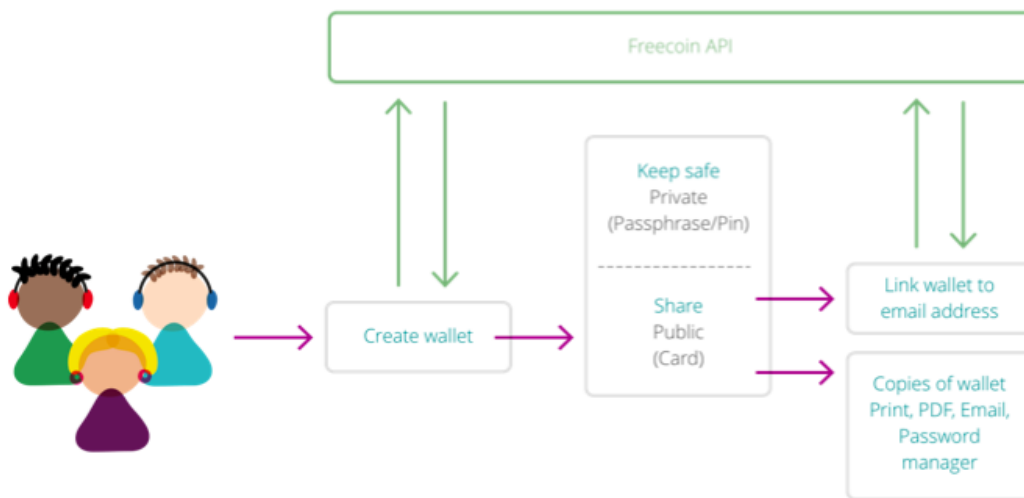 Freecoin API
Keep safe
Private
(Passphrase/Pin)
Share
Public
(Card)
Create wallet
Link wallet to
email address
Copies of wallet
Print, PDF, Email,
Password
manager